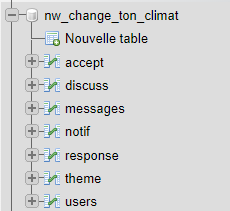 nw_change_ton_climat
Nouvelle table
accept
discuss
messages
notif
response
theme
users